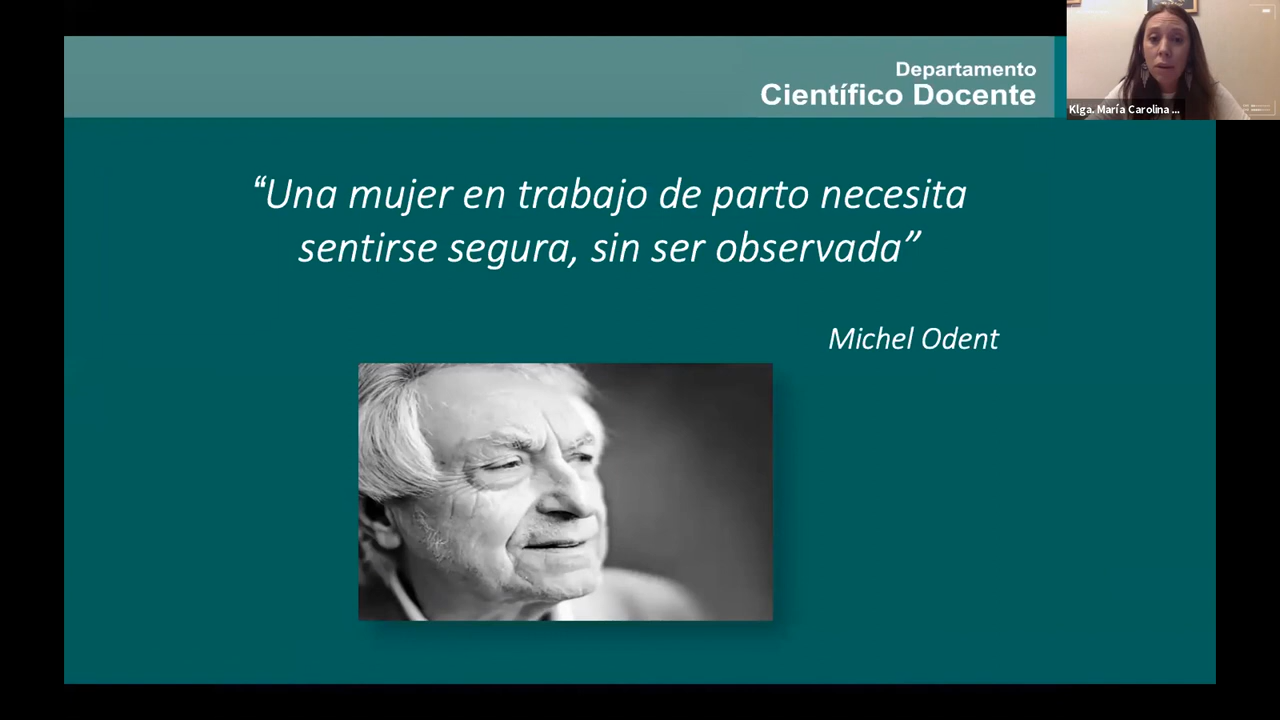 Departamento
Científico Docente
Klga. María Carolina ...
“Una mujer en trabajo de parto necesita
sentirse segura, sin ser observada”
Michel Odent